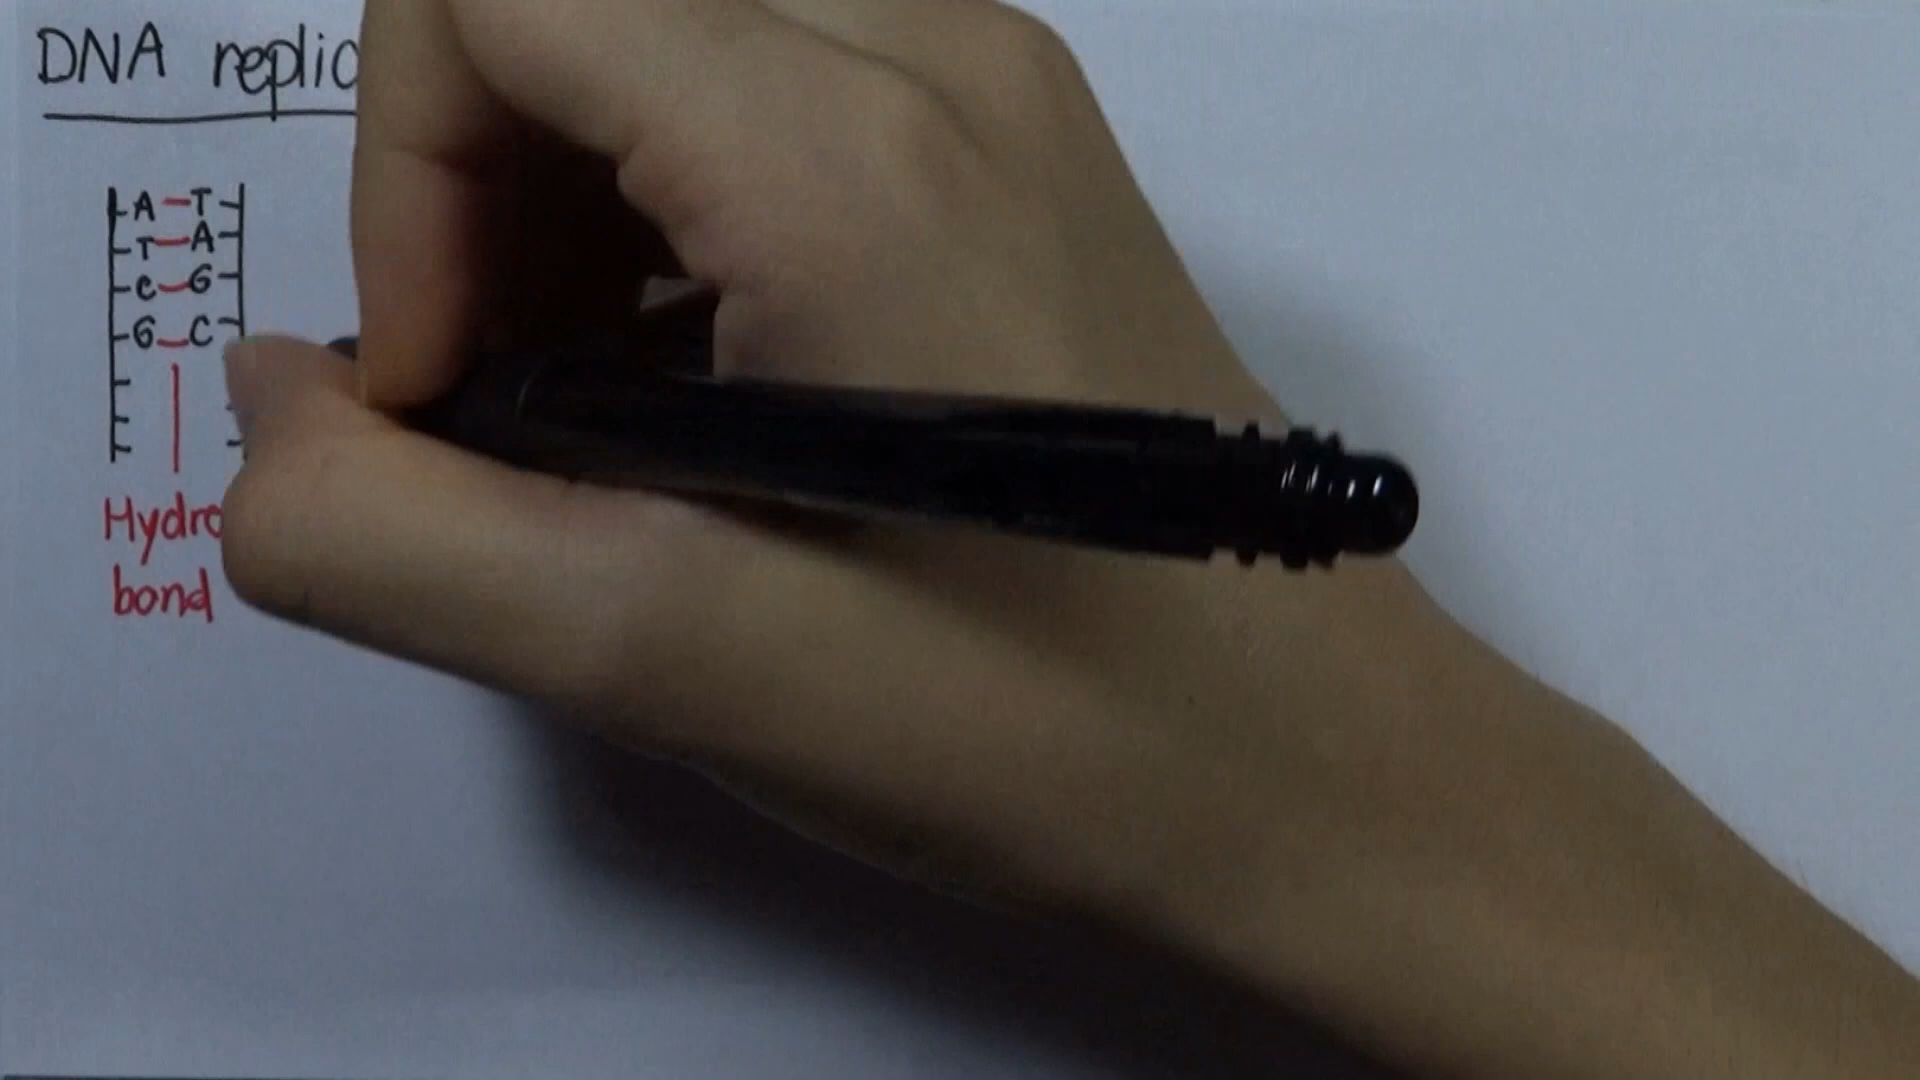 DNA replic
A - T
T - A
C - G
G - C
Hydro
bond